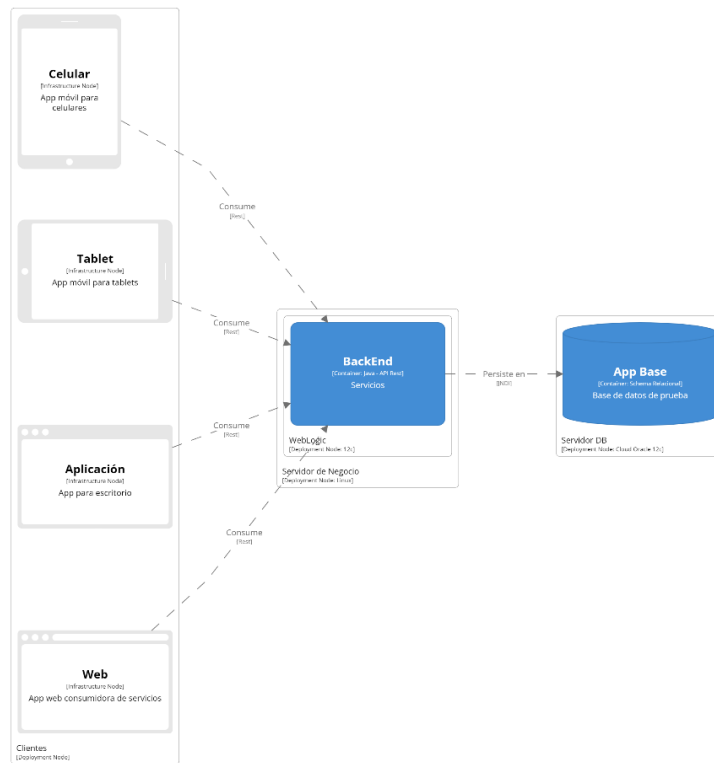 Celular
[Infrastructure Node]
App móvil para
celulares
Consume
[Rest]
Tablet
[Infrastructure Node]
App móvil para tablets
Consume
[Rest]
BackEnd
[Container: Java - API Rest]
Servicios
WebLogic
[Deployment Node: 12c]
Servidor de Negocio
[Deployment Node: Linux]
Persiste en
[JNDI]
App Base
[Container: Schema Relacional]
Base de datos de prueba
Servidor DB
[Deployment Node: Cloud Oracle 12c]
Consume
[Rest]
Aplicación
[Infrastructure Node]
App para escritorio
Consume
[Rest]
Web
[Infrastructure Node]
App web consumidora de servicios
Clientes
[Deployment Node]